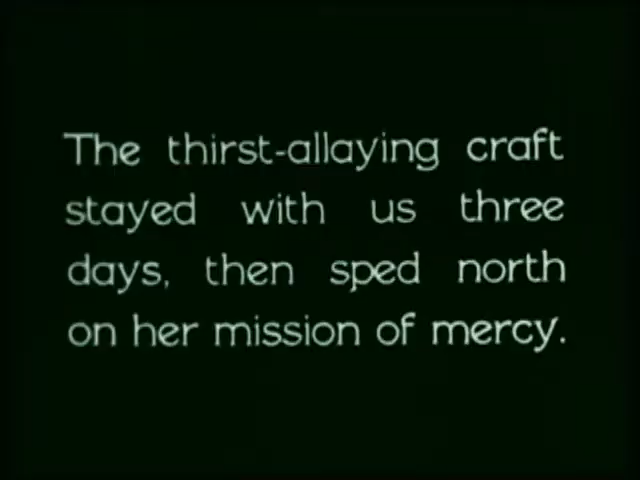 The thirst-allaying craft
stayed with us three
days, then sped north
on her mission of mercy.